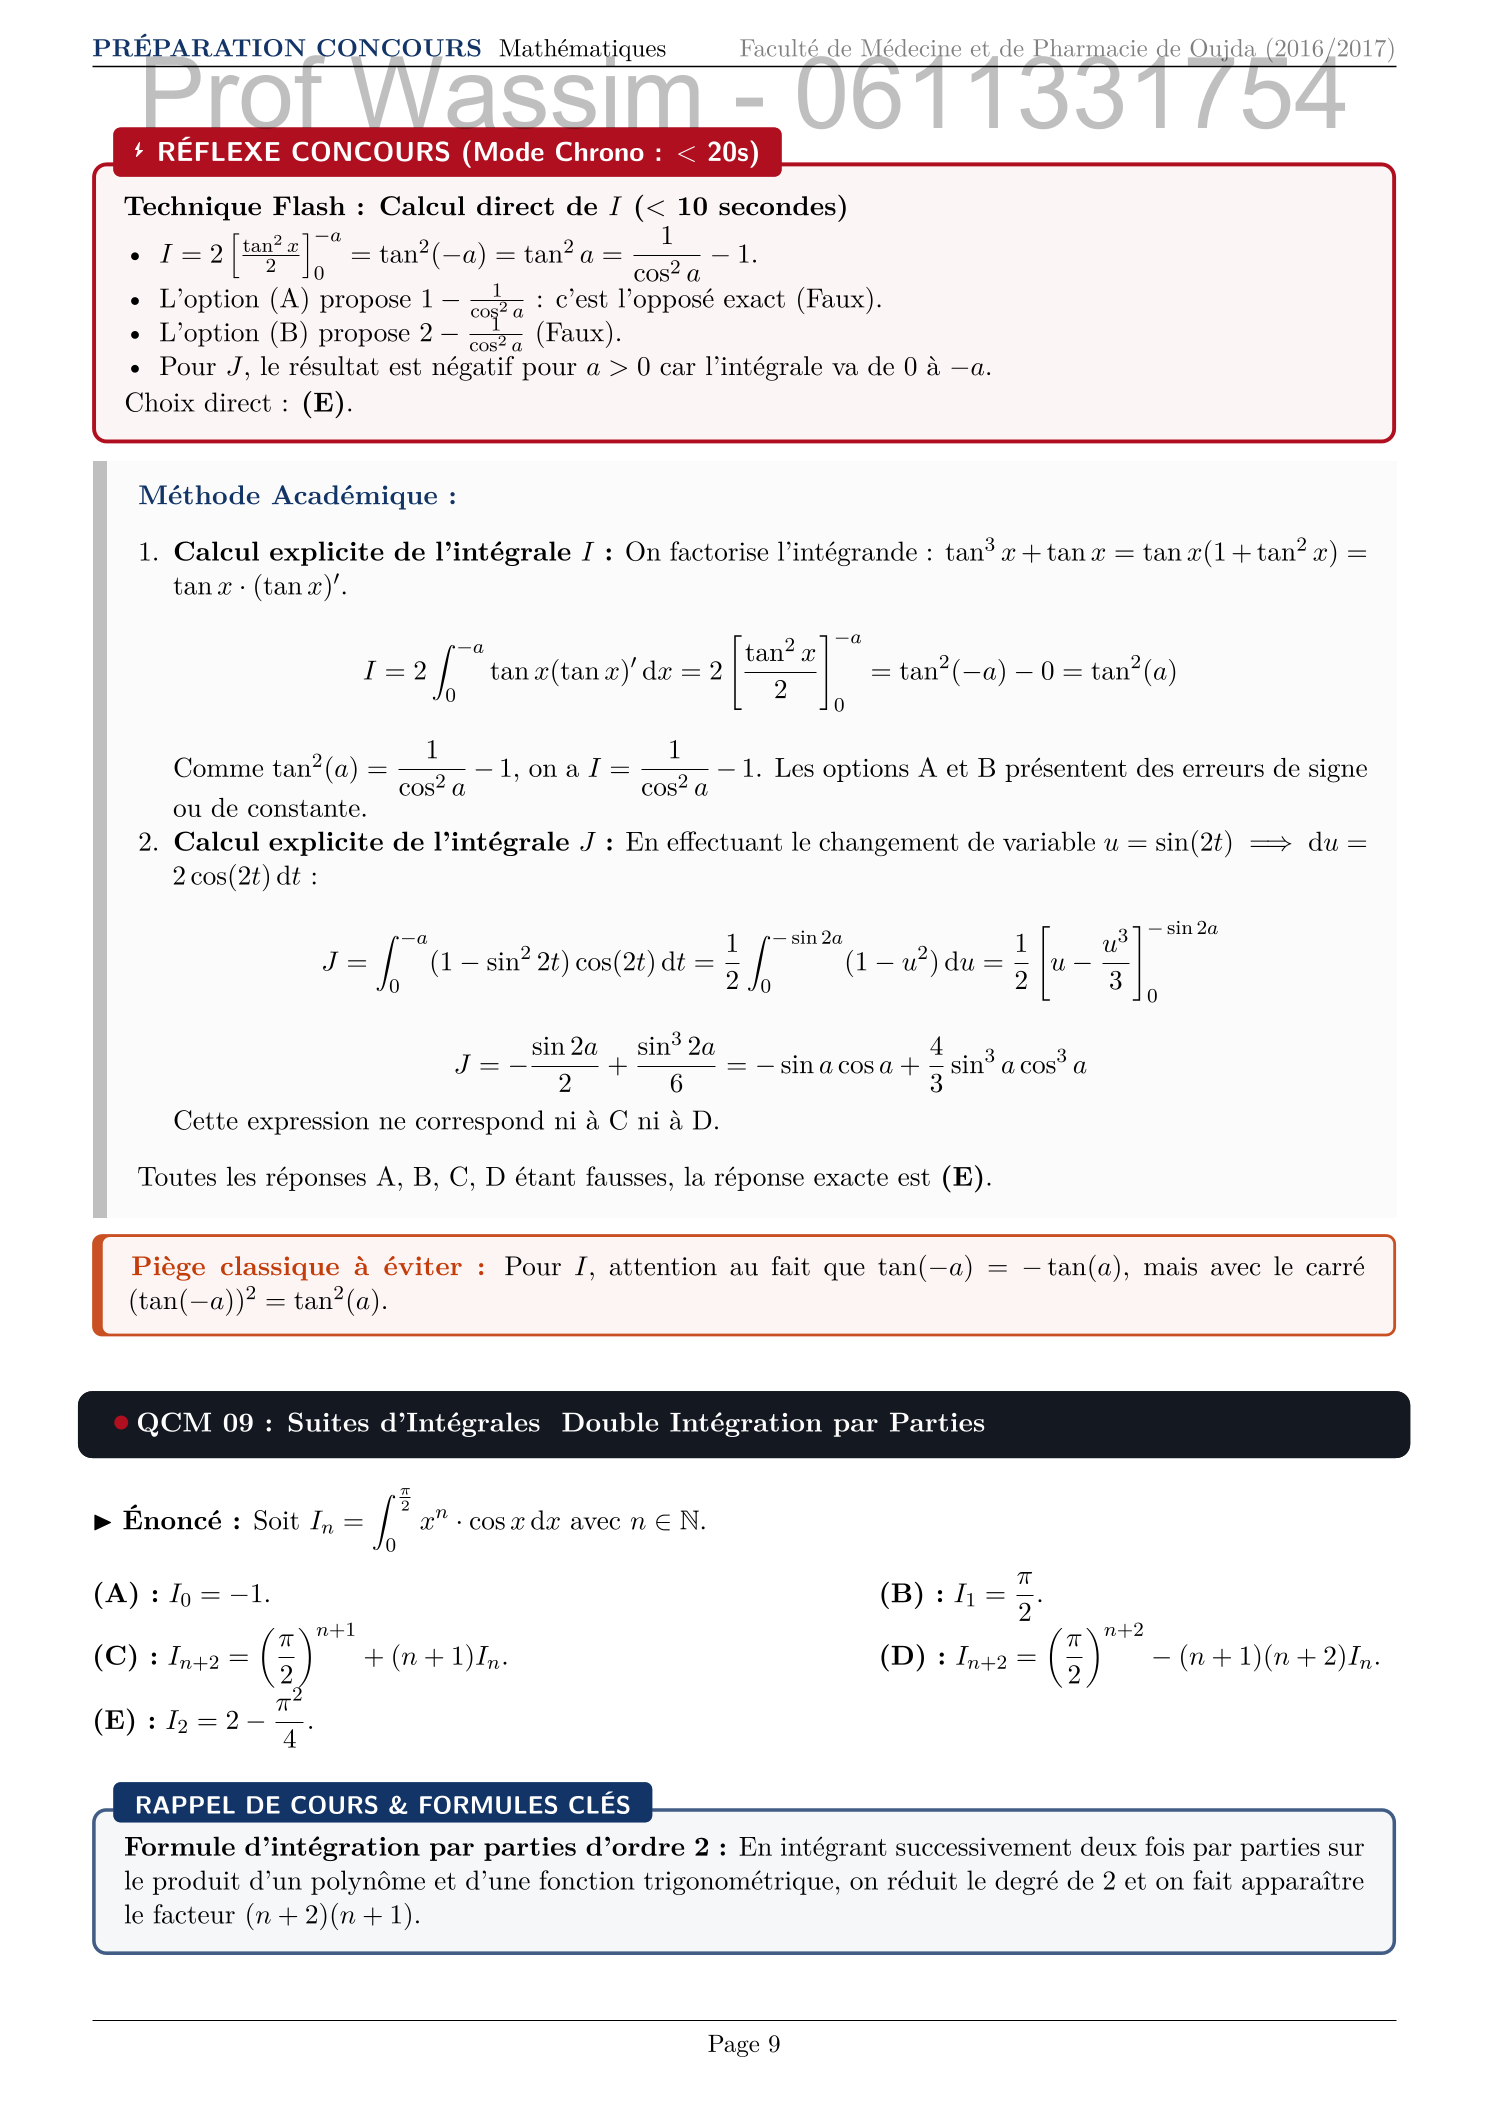 PRÉPARATION CONCOURS Mathématiques Faculté de Médecine et de Pharmacie de Oujda (2016/2017)
Prof Wassim - 0611331754
RÉFLEXE CONCOURS (Mode Chrono : < 20s)
Technique Flash : Calcul direct de I (< 10 secondes)
• I = 2 [tan² x / 2]₀^{−a} = tan²(−a) = tan² a = 1/cos² a − 1.
• L'option (A) propose 1 − 1/cos² a : c'est l'opposé exact (Faux).
• L'option (B) propose 2 − 1/cos² a (Faux).
• Pour J, le résultat est négatif pour a > 0 car l'intégrale va de 0 à −a.
Choix direct : (E).
Méthode Académique :
1. Calcul explicite de l'intégrale I : On factorise l'intégrande : tan³ x + tan x = tan x(1 + tan² x) =
tan x · (tan x)′.
I = 2 ∫₀^{−a} tan x(tan x)′ dx = 2 [tan² x / 2]₀^{−a} = tan²(−a) − 0 = tan²(a)
Comme tan²(a) = 1/cos² a − 1, on a I = 1/cos² a − 1. Les options A et B présentent des erreurs de signe
ou de constante.
2. Calcul explicite de l'intégrale J : En effectuant le changement de variable u = sin(2t) ⟹ du =
2 cos(2t) dt :
J = ∫₀^{−a} (1 − sin² 2t) cos(2t) dt = 1/2 ∫₀^{− sin 2a} (1 − u²) du = 1/2 [u − u³/3]₀^{− sin 2a}
J = − sin 2a / 2 + sin³ 2a / 6 = − sin a cos a + 4/3 sin³ a cos³ a
Cette expression ne correspond ni à C ni à D.
Toutes les réponses A, B, C, D étant fausses, la réponse exacte est (E).
Piège classique à éviter : Pour I, attention au fait que tan(−a) = − tan(a), mais avec le carré
(tan(−a))² = tan²(a).
QCM 09 : Suites d'Intégrales Double Intégration par Parties
▶ Énoncé : Soit Iₙ = ∫₀^{π/2} xⁿ · cos x dx avec n ∈ ℕ.
(A) : I₀ = −1. (B) : I₁ = π/2.
(C) : Iₙ₊₂ = (π/2)^{n+1} + (n + 1)Iₙ. (D) : Iₙ₊₂ = (π/2)^{n+2} − (n + 1)(n + 2)Iₙ.
(E) : I₂ = 2 − π²/4.
RAPPEL DE COURS & FORMULES CLÉS
Formule d'intégration par parties d'ordre 2 : En intégrant successivement deux fois par parties sur
le produit d'un polynôme et d'une fonction trigonométrique, on réduit le degré de 2 et on fait apparaître
le facteur (n + 2)(n + 1).
Page 9